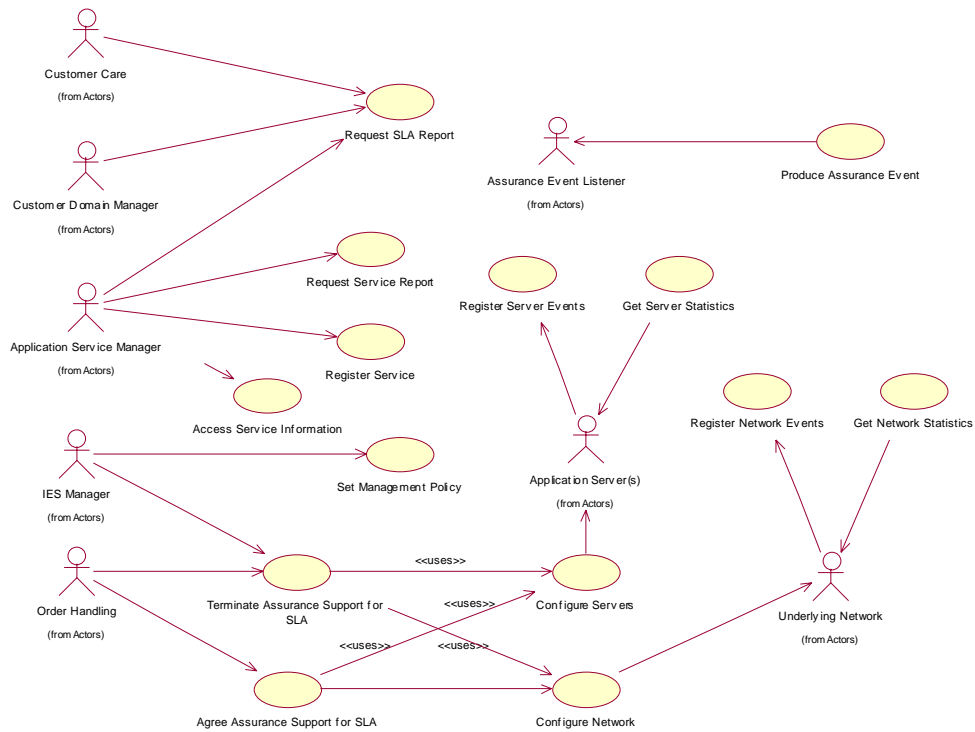 Customer Care
(from Actors)
Request SLA Report
Customer Domain Manager
(from Actors)
Assurance Event Listener
(from Actors)
Produce Assurance Event
Request Service Report
Register Server Events
Get Server Statistics
Application Service Manager
(from Actors)
Register Service
Access Service Information
Register Network Events
Get Network Statistics
IES Manager
(from Actors)
Set Management Policy
Application Server(s)
(from Actors)
Order Handling
(from Actors)
<<uses>>
Terminate Assurance Support for
SLA
<<uses>>
Configure Servers
Underlying Network
(from Actors)
<<uses>>
<<uses>>
Agree Assurance Support for SLA
Configure Network